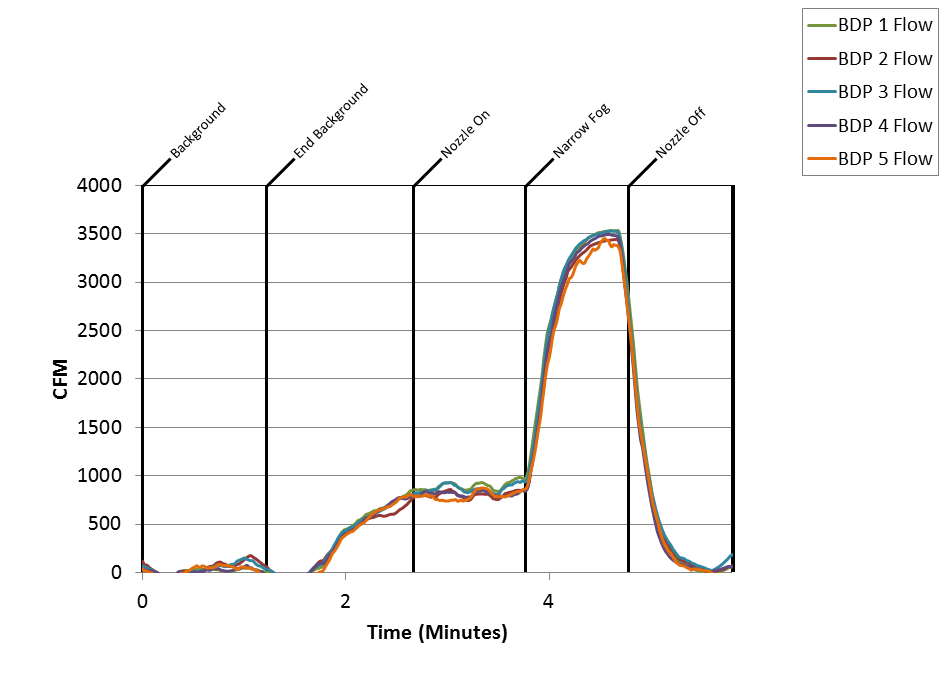 BDP 1 Flow
BDP 2 Flow
BDP 3 Flow
BDP 4 Flow
BDP 5 Flow
Background
End Background
Nozzle On
Narrow Fog
Nozzle Off
4000
3500
3000
2500
2000
1500
1000
500
0
CFM
0 2 4
Time (Minutes)